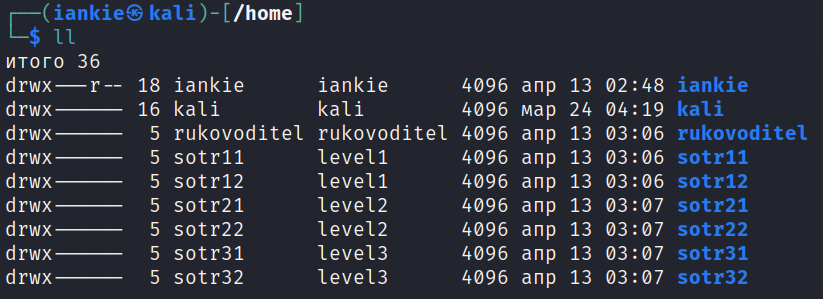 ┌──(iankie㉿kali)-[/home]
└─$ ll
итого 36
drwx---r-- 18 iankie iankie 4096 апр 13 02:48 iankie
drwx------ 16 kali kali 4096 мар 24 04:19 kali
drwx------ 5 rukovoditel rukovoditel 4096 апр 13 03:06 rukovoditel
drwx------ 5 sotr11 level1 4096 апр 13 03:06 sotr11
drwx------ 5 sotr12 level1 4096 апр 13 03:06 sotr12
drwx------ 5 sotr21 level2 4096 апр 13 03:07 sotr21
drwx------ 5 sotr22 level2 4096 апр 13 03:07 sotr22
drwx------ 5 sotr31 level3 4096 апр 13 03:07 sotr31
drwx------ 5 sotr32 level3 4096 апр 13 03:07 sotr32